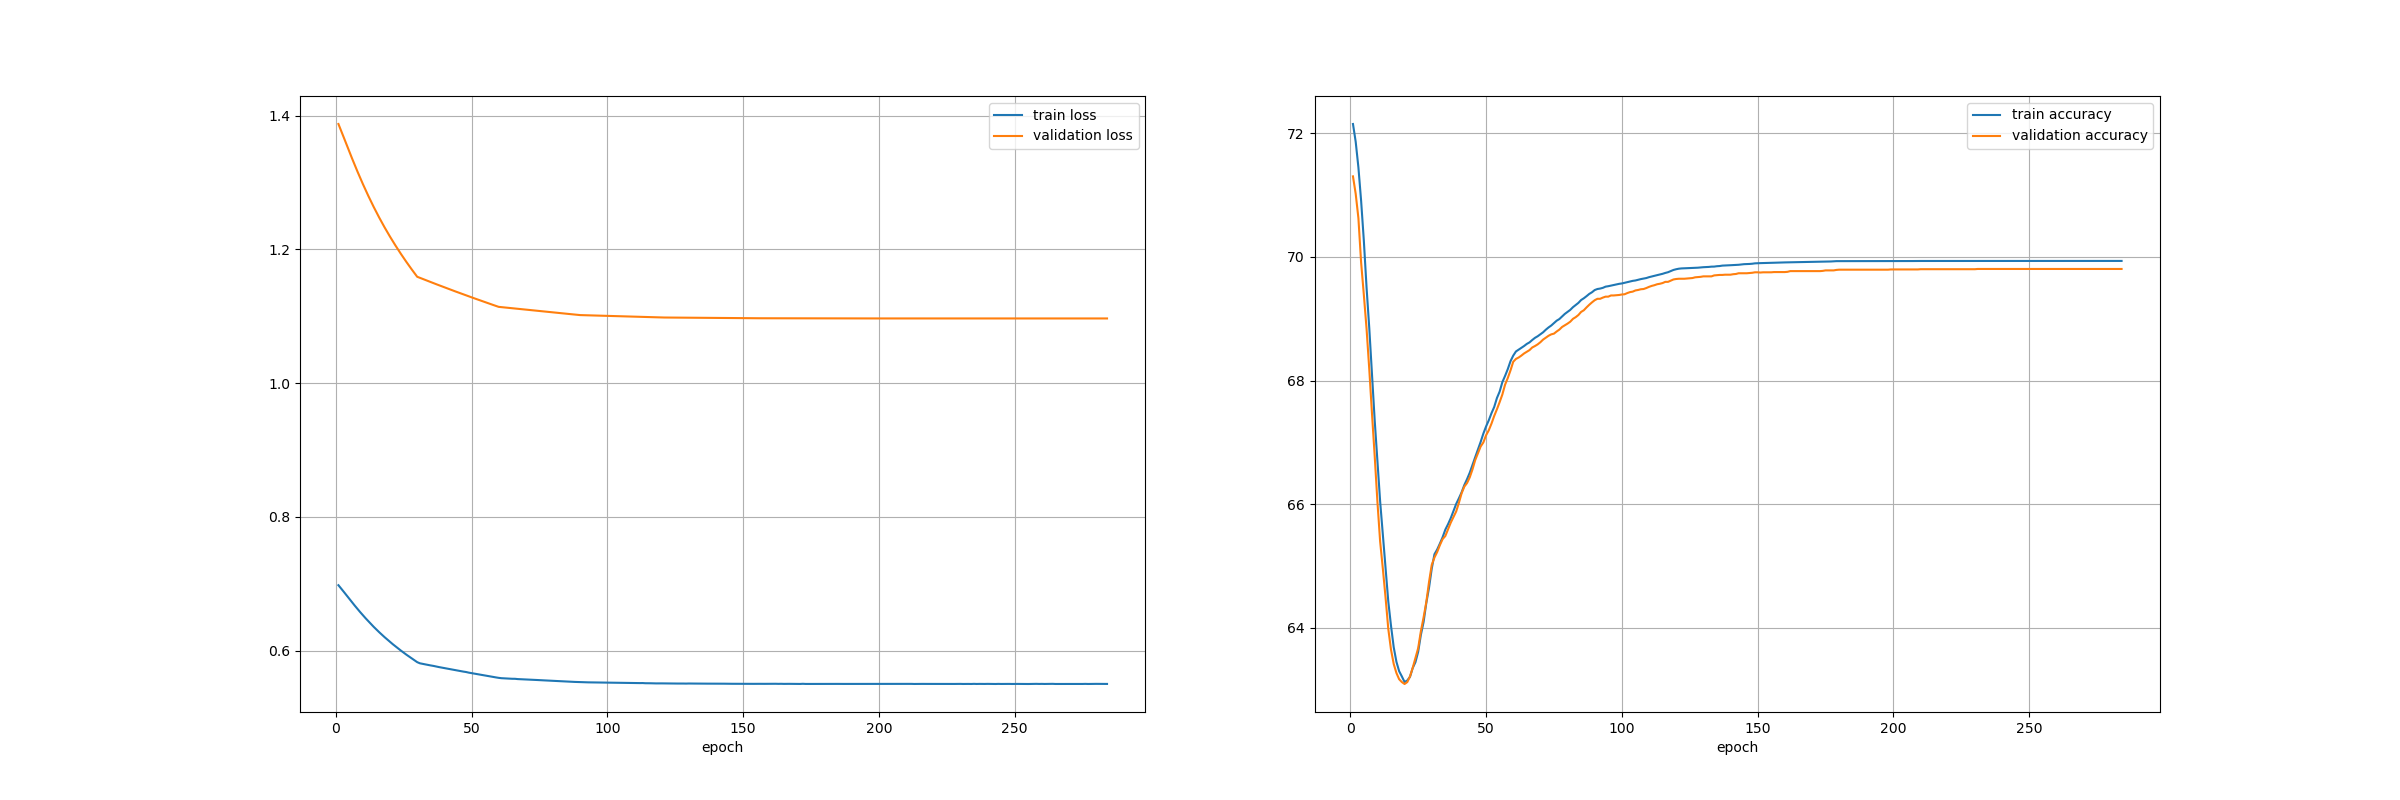 1.4
1.2
1.0
0.8
0.6
0 50 100 150 200 250
epoch
train loss
validation loss
72
70
68
66
64
0 50 100 150 200 250
epoch
train accuracy
validation accuracy